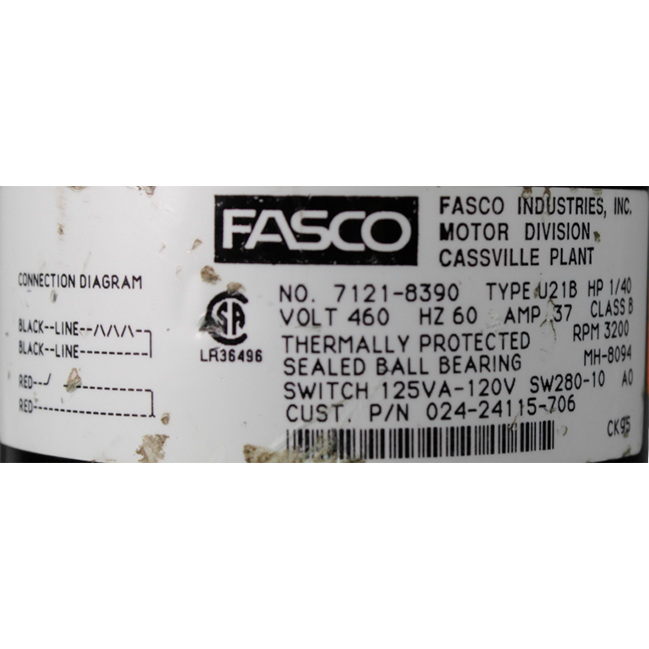 FASCO
FASCO INDUSTRIES, INC.
MOTOR DIVISION
CASSVILLE PLANT
CONNECTION DIAGRAM
BLACK--LINE--
BLACK--LINE--
RED--
RED--
LR36496
NO. 7121-8390 TYPE U21B HP 1/40
VOLT 460 HZ 60 AMP .37 CLASS B
THERMALLY PROTECTED RPM 3200
SEALED BALL BEARING MH-8094
SWITCH 125VA-120V SW280-10 AO
CUST. P/N 024-24115-706
CK95